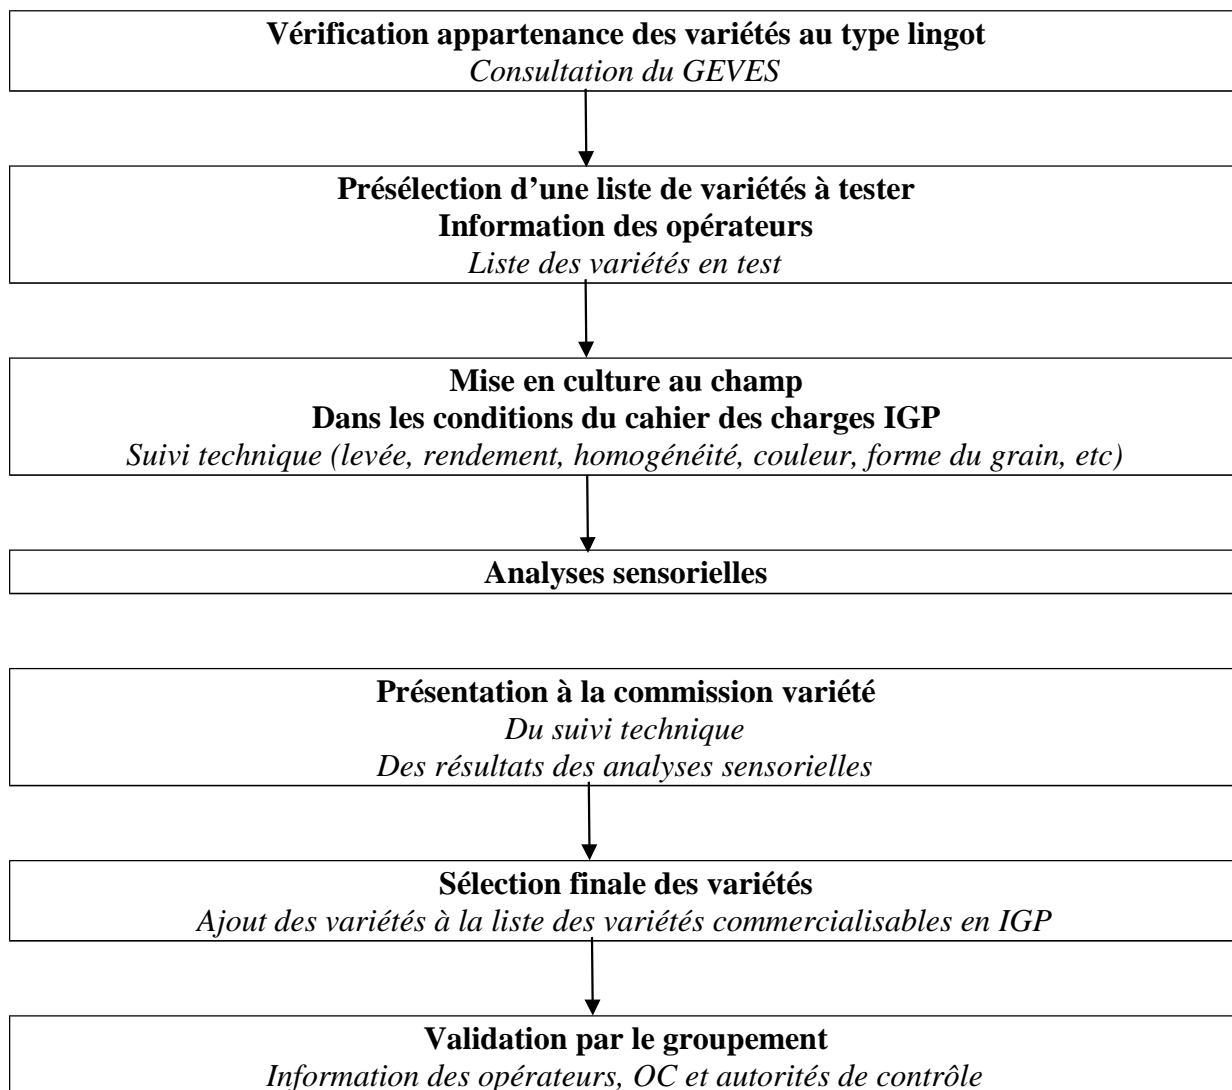 Vérification appartenance des variétés au type lingot
Consultation du GEVES
Présélection d’une liste de variétés à tester
Information des opérateurs
Liste des variétés en test
Mise en culture au champ
Dans les conditions du cahier des charges IGP
Suivi technique (levée, rendement, homogénéité, couleur, forme du grain, etc)
Analyses sensorielles
Présentation à la commission variété
Du suivi technique
Des résultats des analyses sensorielles
Sélection finale des variétés
Ajout des variétés à la liste des variétés commercialisables en IGP
Validation par le groupement
Information des opérateurs, OC et autorités de contrôle